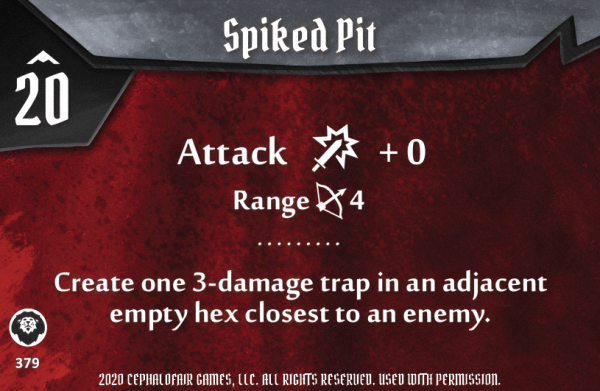 Spiked Pit
20
Attack + 0
Range 4
.........
Create one 3-damage trap in an adjacent
empty hex closest to an enemy.
379
2020 CEPHALOFAIR GAMES, LLC. ALL RIGHTS RESERVED. USED WITH PERMISSION.